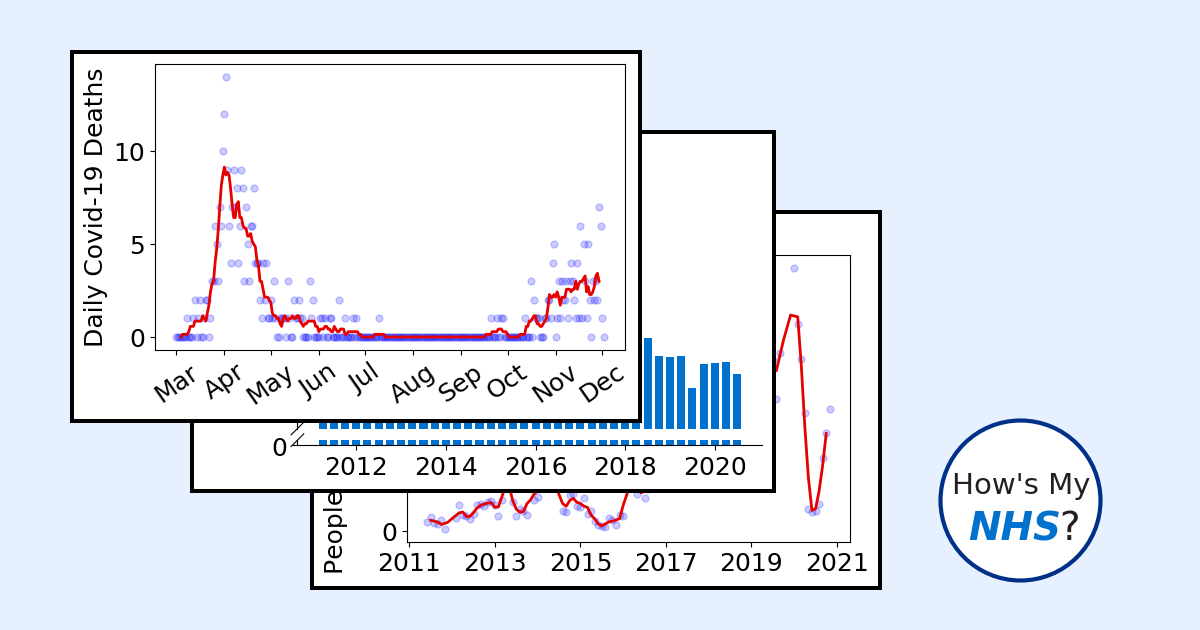 Daily Covid-19 Deaths
10
5
0
Mar Apr May Jun Jul Aug Sep Oct Nov Dec
0
2012 2014 2016 2018 2020
People
0
2011 2013 2015 2017 2019 2021
How's My
NHS?